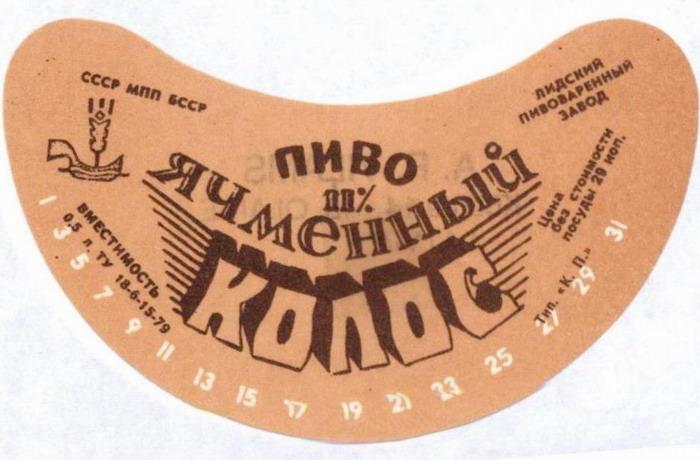 СССР МПП БССР
ЛИДСКИЙ
ПИВОВАРЕННЫЙ
ЗАВОД
ПИВО
11%
ЯЧМЕННЫЙ
КОЛОС
ВМЕСТИМОСТЬ
0,5 л. ТУ 18-6-15-79
Цена
без стоимости
посуды 29 коп.
Тип. «К. П.»
1 3 5 7 9 11 13 15 17 19 21 23 25 27 29 31